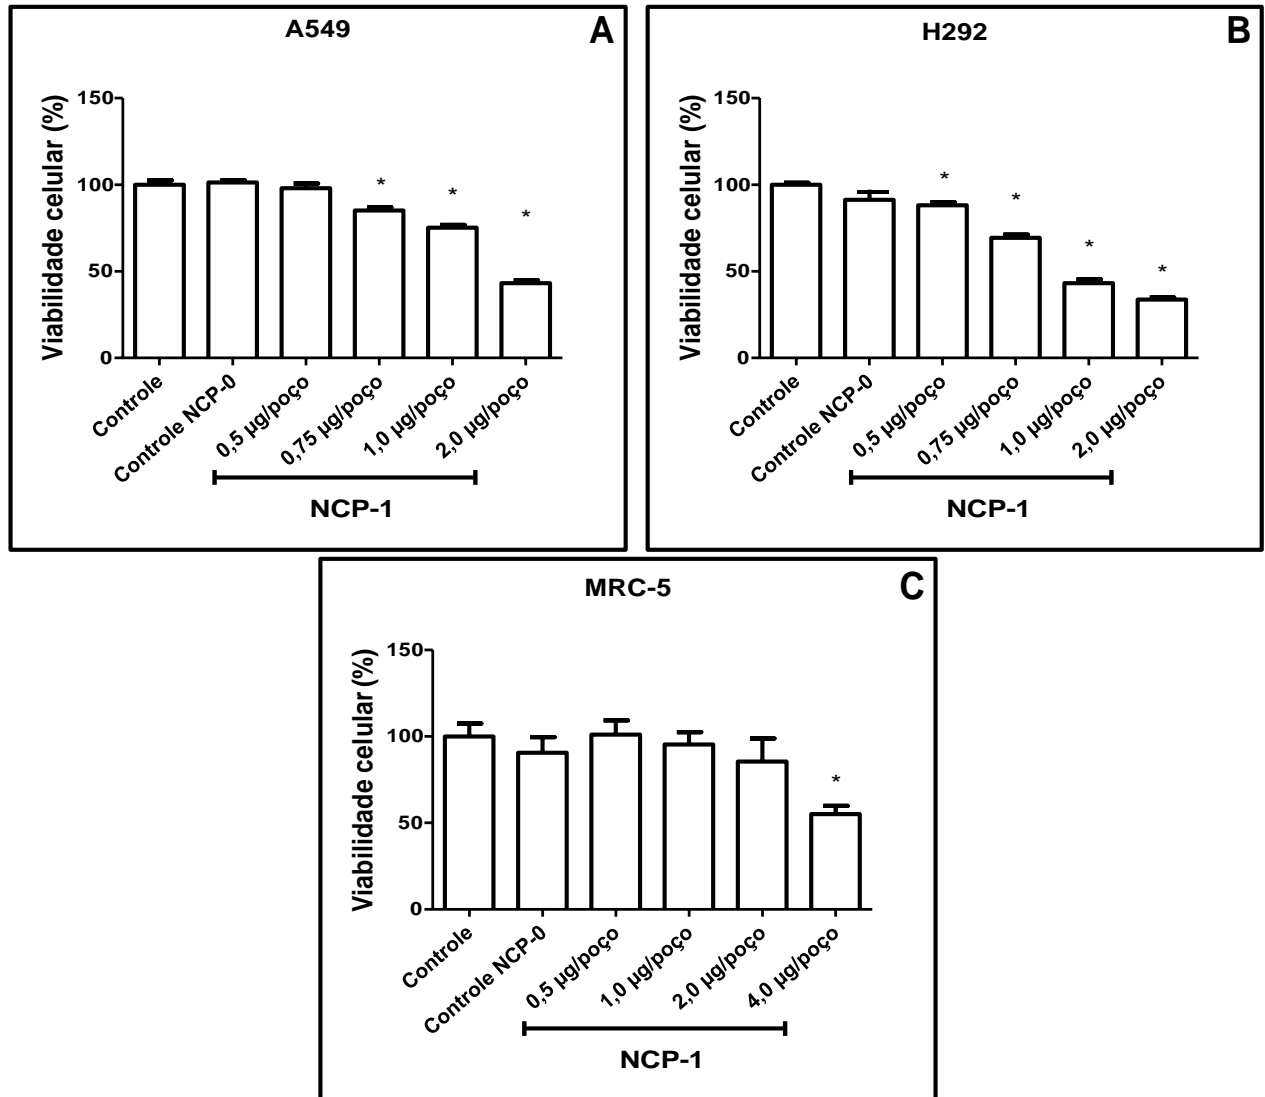 A549
A
Viabilidade celular (%)
150
100
50
0
*
*
*
Controle
Controle NCP-0
0,5 µg/poço
0,75 µg/poço
1,0 µg/poço
2,0 µg/poço
NCP-1
H292
B
Viabilidade celular (%)
150
100
50
0
*
*
*
*
Controle
Controle NCP-0
0,5 µg/poço
0,75 µg/poço
1,0 µg/poço
2,0 µg/poço
NCP-1
MRC-5
C
Viabilidade celular (%)
150
100
50
0
*
Controle
Controle NCP-0
0,5 µg/poço
1,0 µg/poço
2,0 µg/poço
4,0 µg/poço
NCP-1